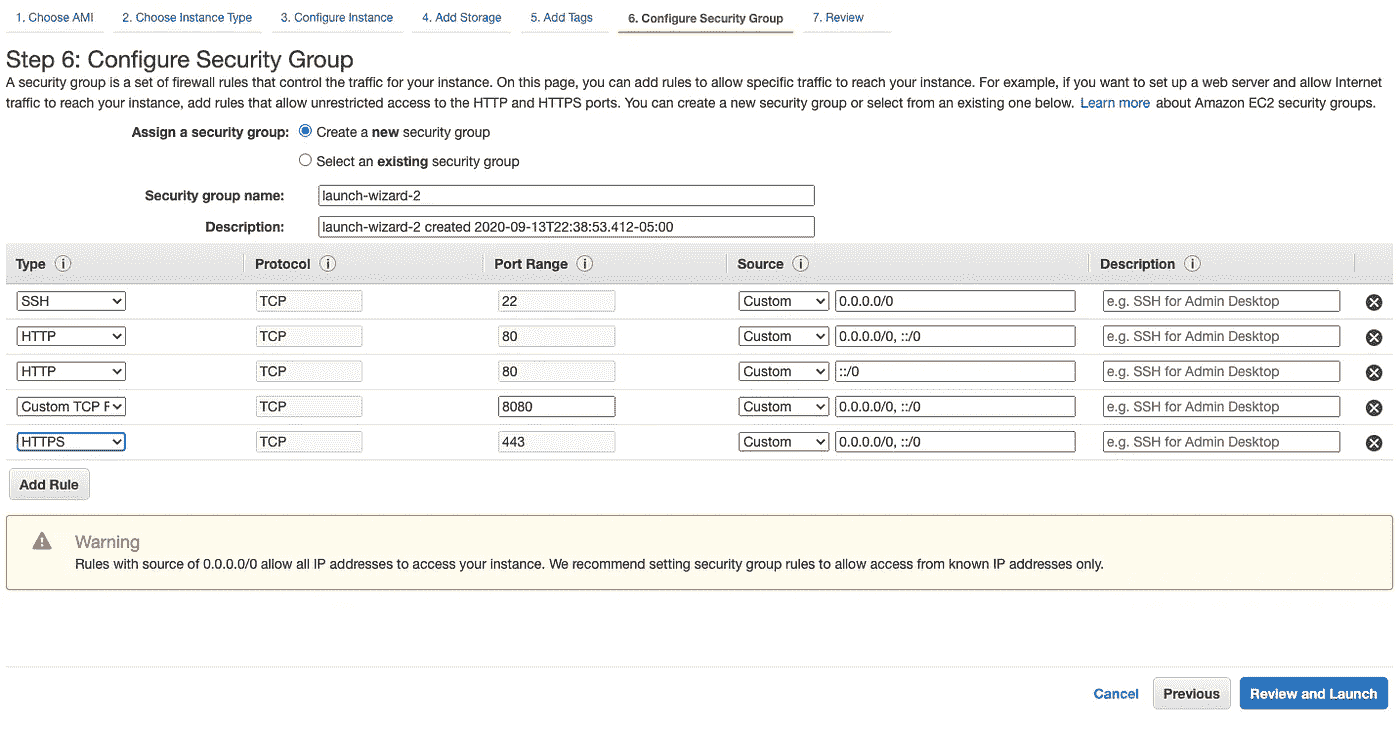 1. Choose AMI 2. Choose Instance Type 3. Configure Instance 4. Add Storage 5. Add Tags 6. Configure Security Group 7. Review
Step 6: Configure Security Group
A security group is a set of firewall rules that control the traffic for your instance. On this page, you can add rules to allow specific traffic to reach your instance. For example, if you want to set up a web server and allow Internet
traffic to reach your instance, add rules that allow unrestricted access to the HTTP and HTTPS ports. You can create a new security group or select from an existing one below. Learn more about Amazon EC2 security groups.
Assign a security group: Create a new security group
Select an existing security group
Security group name: launch-wizard-2
Description: launch-wizard-2 created 2020-09-13T22:38:53.412-05:00
Type i Protocol i Port Range i Source i Description i
SSH TCP 22 Custom 0.0.0.0/0 e.g. SSH for Admin Desktop
HTTP TCP 80 Custom 0.0.0.0/0, ::/0 e.g. SSH for Admin Desktop
HTTP TCP 80 Custom ::/0 e.g. SSH for Admin Desktop
Custom TCP F TCP 8080 Custom 0.0.0.0/0, ::/0 e.g. SSH for Admin Desktop
HTTPS TCP 443 Custom 0.0.0.0/0, ::/0 e.g. SSH for Admin Desktop
Add Rule
Warning
Rules with source of 0.0.0.0/0 allow all IP addresses to access your instance. We recommend setting security group rules to allow access from known IP addresses only.
Cancel Previous Review and Launch